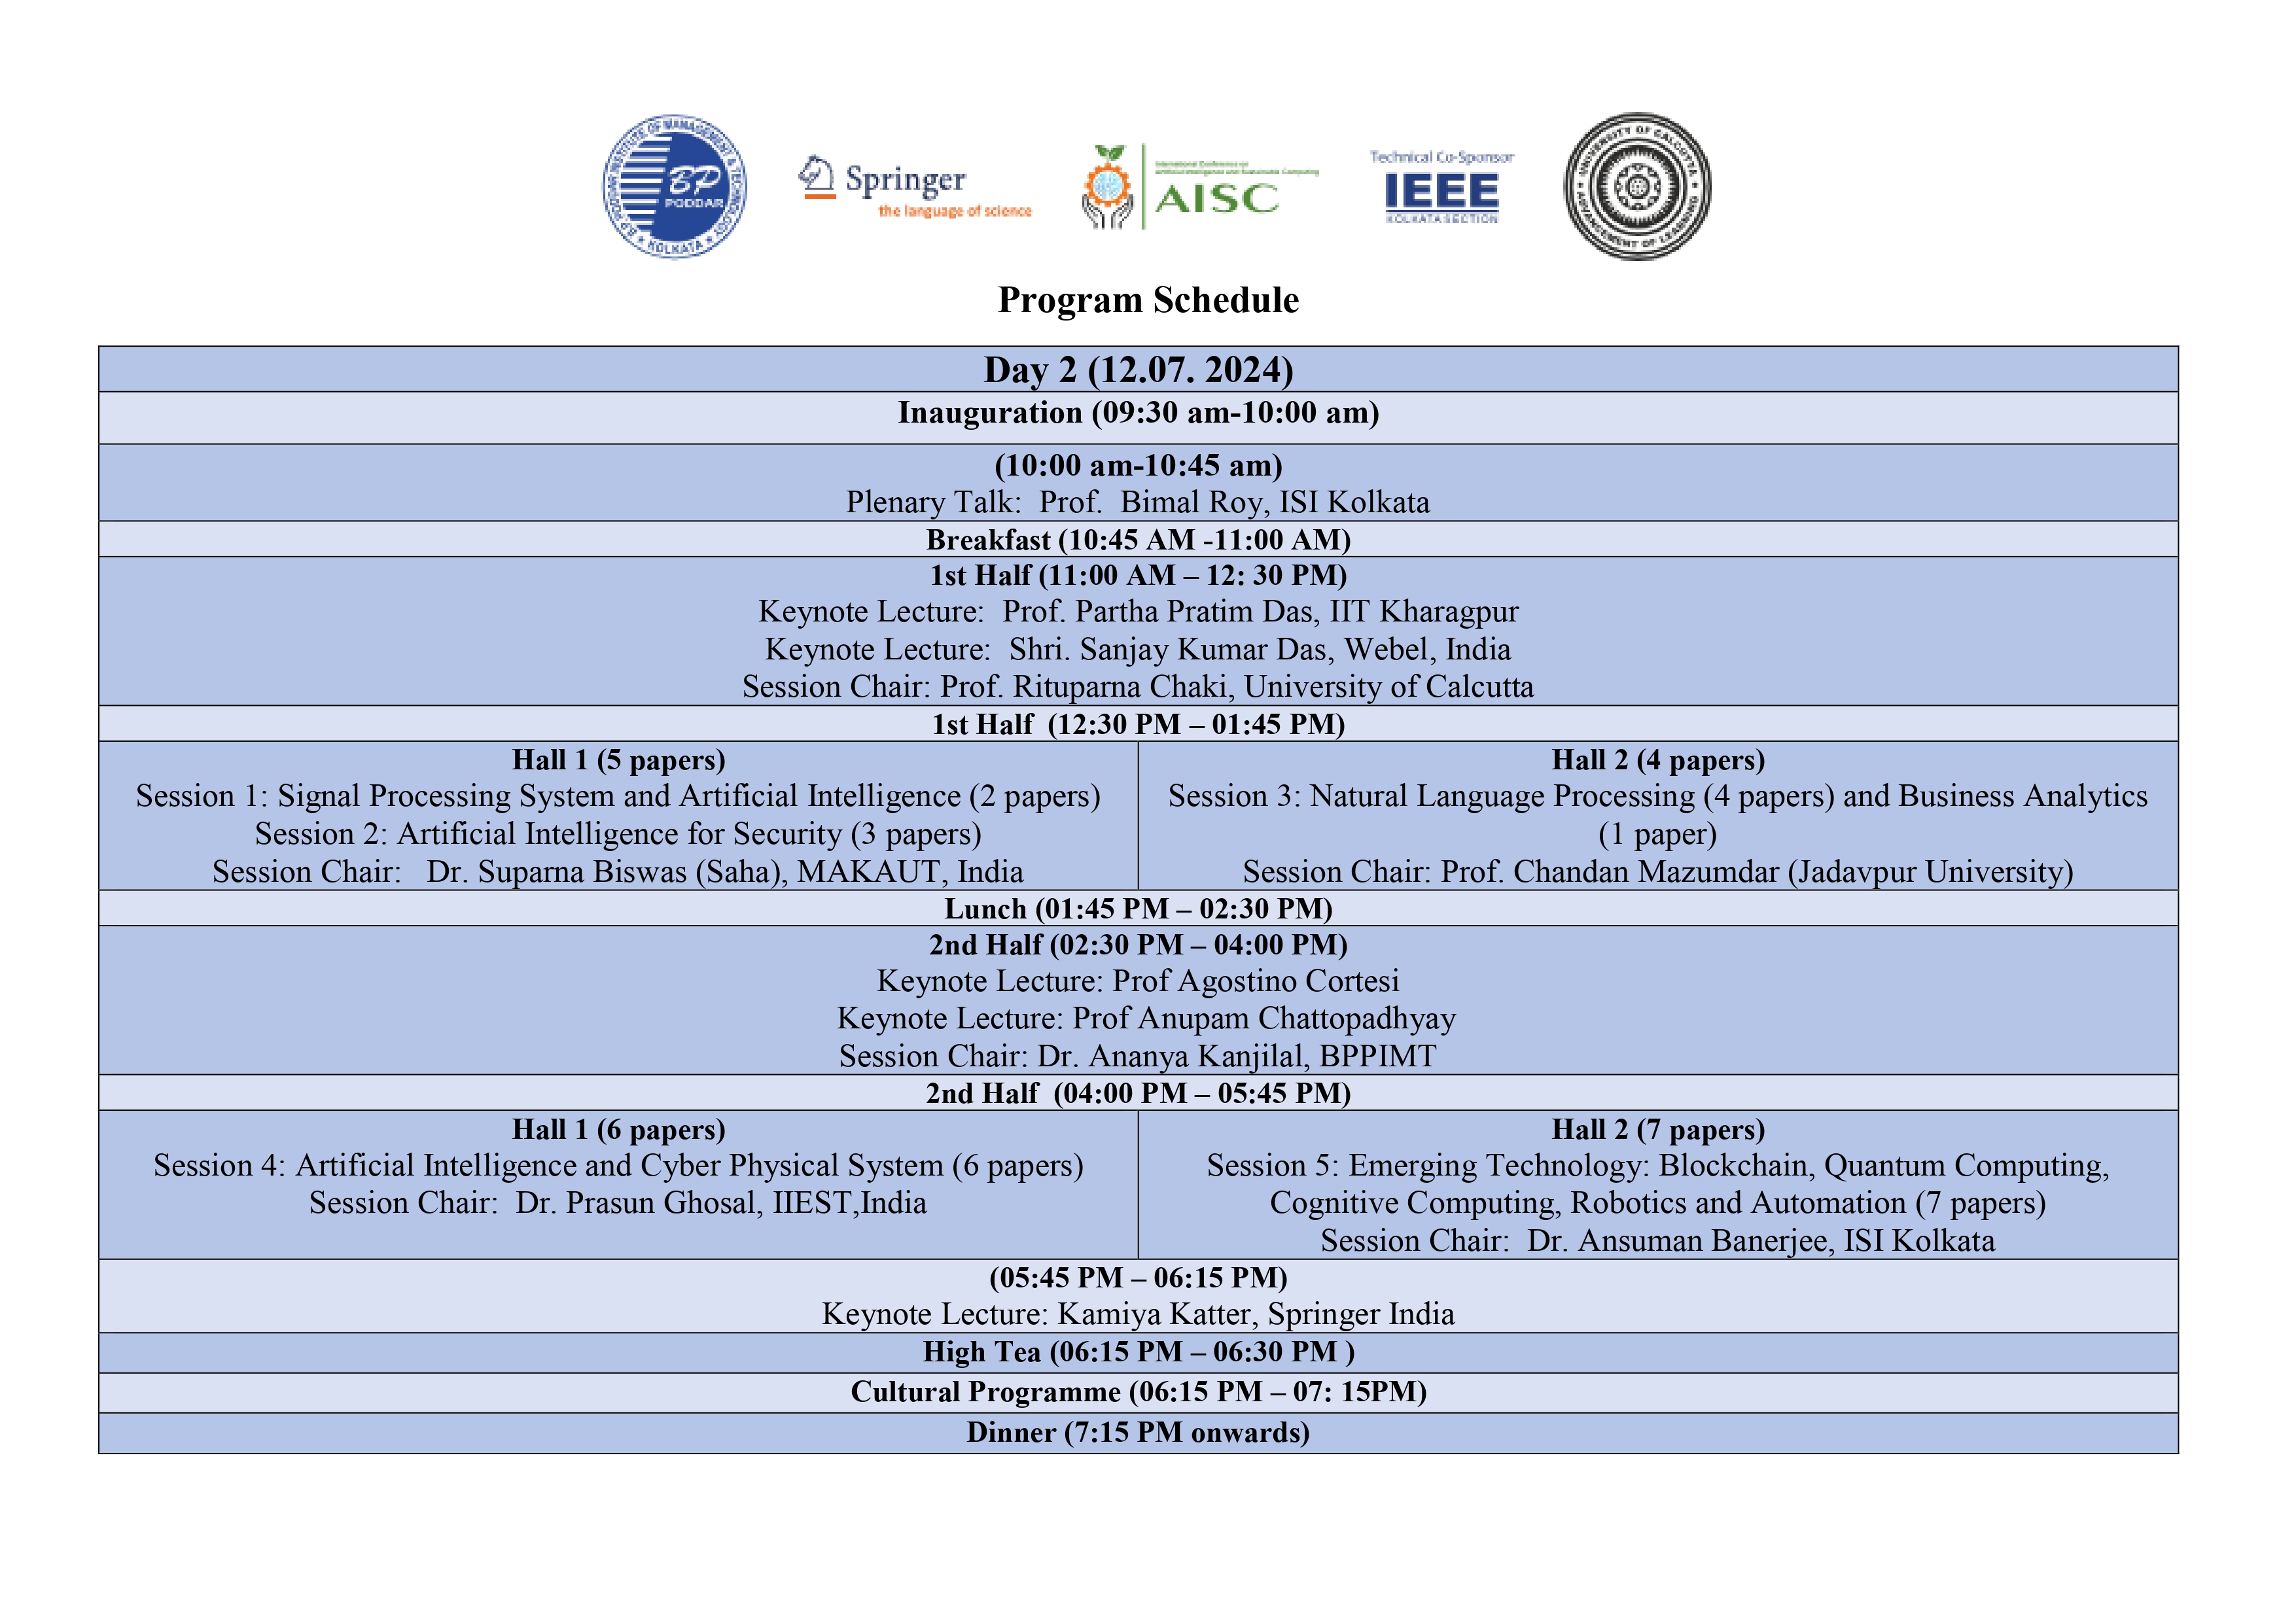 B.P. PODDAR INSTITUTE OF MANAGEMENT & TECHNOLOGY
BP
PODDAR
KOLKATA
Springer
the language of science
International Conference on
Artificial Intelligence and Sustainable Computing
AISC
Technical Co-Sponsor
IEEE
KOLKATA SECTION
UNIVERSITY OF CALCUTTA
ADVANCEMENT OF LEARNING
Program Schedule
Day 2 (12.07. 2024)
Inauguration (09:30 am-10:00 am)
(10:00 am-10:45 am)
Plenary Talk: Prof. Bimal Roy, ISI Kolkata
Breakfast (10:45 AM -11:00 AM)
1st Half (11:00 AM – 12: 30 PM)
Keynote Lecture: Prof. Partha Pratim Das, IIT Kharagpur
Keynote Lecture: Shri. Sanjay Kumar Das, Webel, India
Session Chair: Prof. Rituparna Chaki, University of Calcutta
1st Half (12:30 PM – 01:45 PM)
Hall 1 (5 papers)
Session 1: Signal Processing System and Artificial Intelligence (2 papers)
Session 2: Artificial Intelligence for Security (3 papers)
Session Chair: Dr. Suparna Biswas (Saha), MAKAUT, India
Hall 2 (4 papers)
Session 3: Natural Language Processing (4 papers) and Business Analytics
(1 paper)
Session Chair: Prof. Chandan Mazumdar (Jadavpur University)
Lunch (01:45 PM – 02:30 PM)
2nd Half (02:30 PM – 04:00 PM)
Keynote Lecture: Prof Agostino Cortesi
Keynote Lecture: Prof Anupam Chattopadhyay
Session Chair: Dr. Ananya Kanjilal, BPPIMT
2nd Half (04:00 PM – 05:45 PM)
Hall 1 (6 papers)
Session 4: Artificial Intelligence and Cyber Physical System (6 papers)
Session Chair: Dr. Prasun Ghosal, IIEST,India
Hall 2 (7 papers)
Session 5: Emerging Technology: Blockchain, Quantum Computing,
Cognitive Computing, Robotics and Automation (7 papers)
Session Chair: Dr. Ansuman Banerjee, ISI Kolkata
(05:45 PM – 06:15 PM)
Keynote Lecture: Kamiya Katter, Springer India
High Tea (06:15 PM – 06:30 PM )
Cultural Programme (06:15 PM – 07: 15PM)
Dinner (7:15 PM onwards)